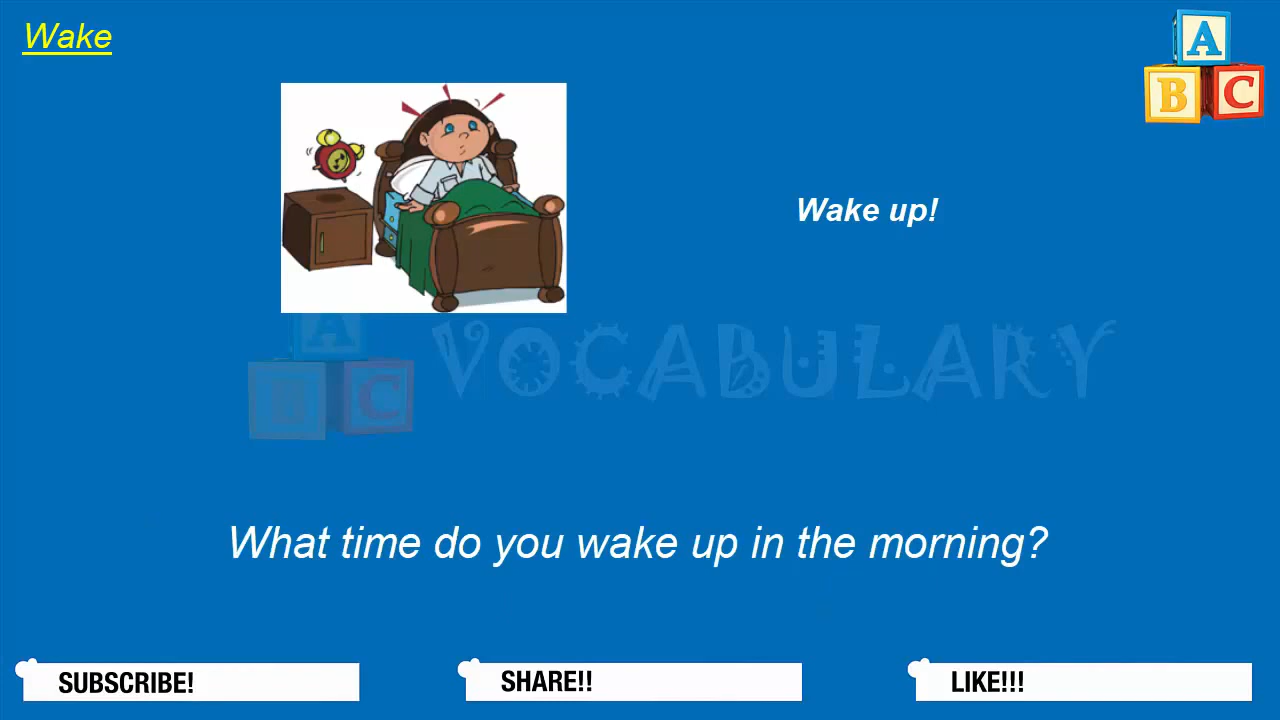 Wake
A
B C
Wake up!
A
B C VOCABULARY
What time do you wake up in the morning?
SUBSCRIBE! SHARE!! LIKE!!!